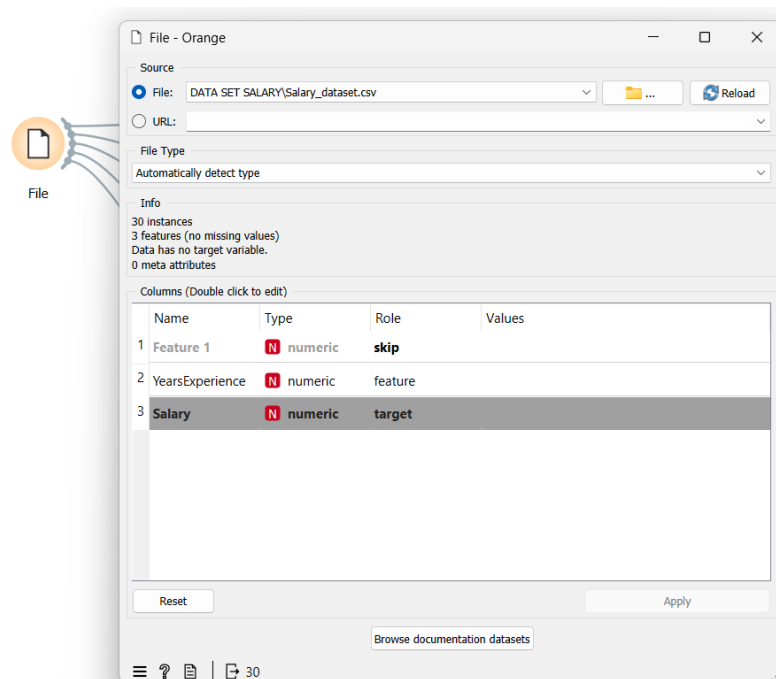 File - Orange
Source
File: DATA SET SALARY\Salary_dataset.csv ... Reload
URL:
File
File Type
Automatically detect type
Info
30 instances
3 features (no missing values)
Data has no target variable.
0 meta attributes
Columns (Double click to edit)
Name Type Role Values
1 Feature 1 N numeric skip
2 YearsExperience N numeric feature
3 Salary N numeric target
Reset Apply
Browse documentation datasets
? 30